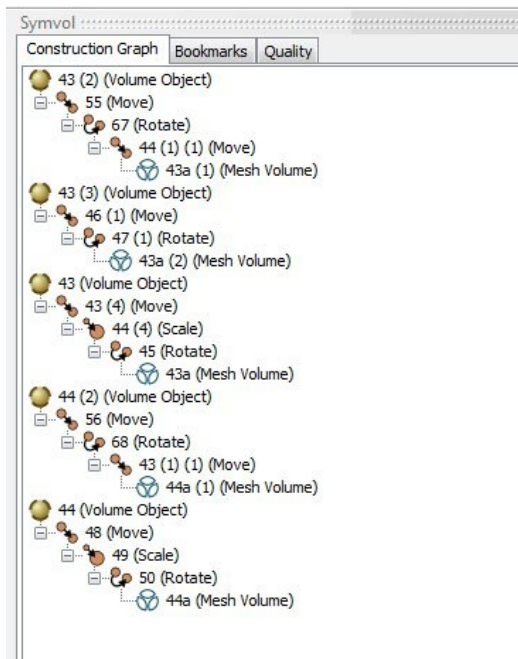 Symvol
Construction Graph Bookmarks Quality
43 (2) (Volume Object)
55 (Move)
67 (Rotate)
44 (1) (1) (Move)
43a (1) (Mesh Volume)
43 (3) (Volume Object)
46 (1) (Move)
47 (1) (Rotate)
43a (2) (Mesh Volume)
43 (Volume Object)
43 (4) (Move)
44 (4) (Scale)
45 (Rotate)
43a (Mesh Volume)
44 (2) (Volume Object)
56 (Move)
68 (Rotate)
43 (1) (1) (Move)
44a (1) (Mesh Volume)
44 (Volume Object)
48 (Move)
49 (Scale)
50 (Rotate)
44a (Mesh Volume)